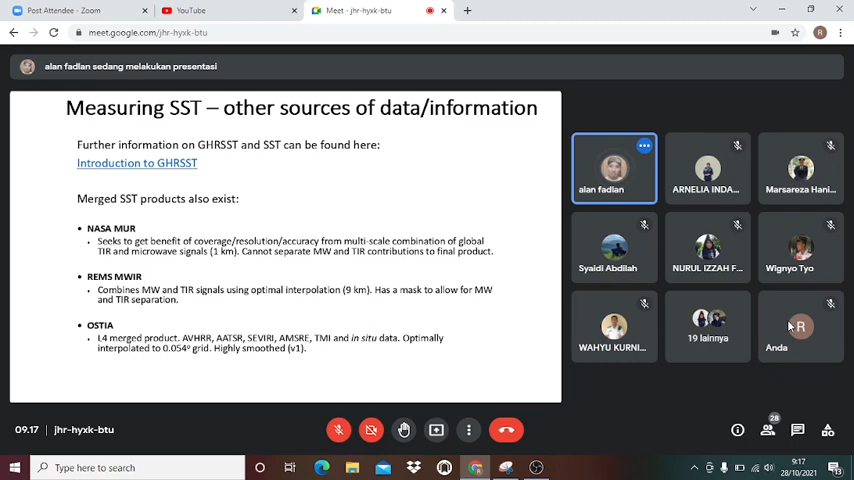 Post Attendee - Zoom
YouTube
Meet - jhr-hyxk-btu
meet.google.com/jhr-hyxk-btu
R
alan fadlan sedang melakukan presentasi
Measuring SST – other sources of data/information
Further information on GHRSST and SST can be found here:
Introduction to GHRSST
Merged SST products also exist:
• NASA MUR
• Seeks to get benefit of coverage/resolution/accuracy from multi-scale combination of global
TIR and microwave signals (1 km). Cannot separate MW and TIR contributions to final product.
• REMS MWIR
• Combines MW and TIR signals using optimal interpolation (9 km). Has a mask to allow for MW
and TIR separation.
• OSTIA
• L4 merged product. AVHRR, AATSR, SEVIRI, AMSRE, TMI and in situ data. Optimally
interpolated to 0.054° grid. Highly smoothed (v1).
alan fadlan
ARNELIA INDA...
Marsareza Hani...
Syaidi Abdilah
NURUL IZZAH F...
Wignyo Tyo
WAHYU KURNI...
19 lainnya
R
Anda
09.17
jhr-hyxk-btu
28
Type here to search
9:17
28/10/2021
13